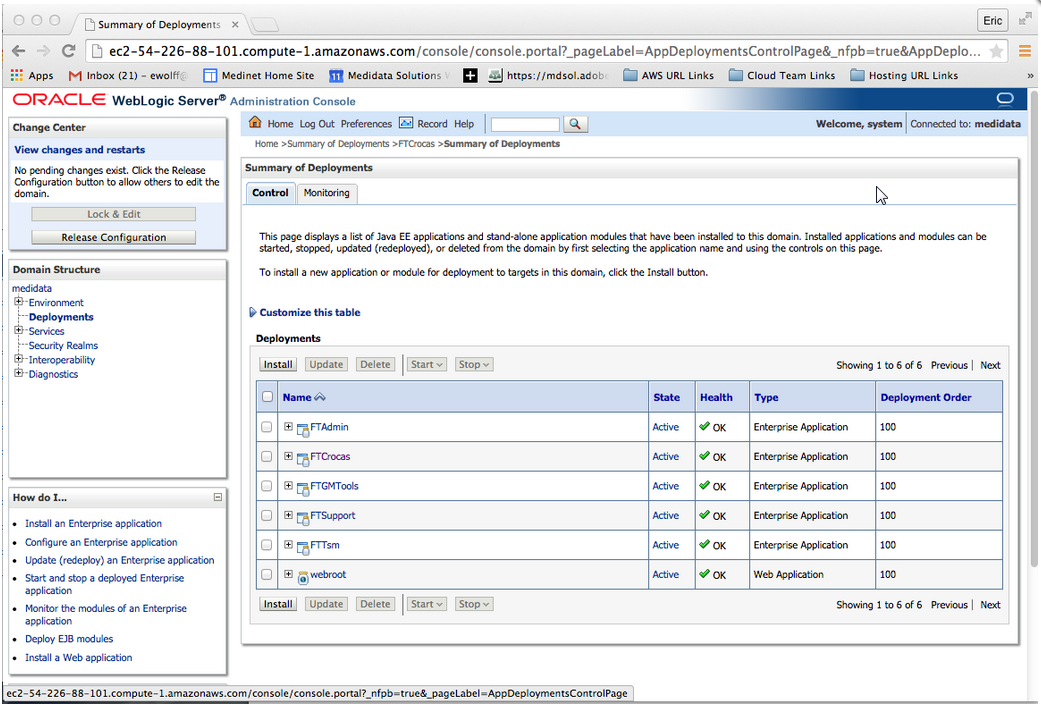 Summary of Deployments
Eric
ec2-54-226-88-101.compute-1.amazonaws.com/console/console.portal?_pageLabel=AppDeploymentsControlPage&_nfpb=true&AppDeplo...
Apps Inbox (21) - ewolff@ Medinet Home Site Medidata Solutions https://mdsol.adobe AWS URL Links Cloud Team Links Hosting URL Links »
ORACLE WebLogic Server® Administration Console
Change Center
View changes and restarts
No pending changes exist. Click the Release
Configuration button to allow others to edit the
domain.
Lock & Edit
Release Configuration
Domain Structure
medidata
Environment
Deployments
Services
Security Realms
Interoperability
Diagnostics
How do I...
Install an Enterprise application
Configure an Enterprise application
Update (redeploy) an Enterprise application
Start and stop a deployed Enterprise
application
Monitor the modules of an Enterprise
application
Deploy EJB modules
Install a Web application
Home Log Out Preferences Record Help
Welcome, system Connected to: medidata
Home >Summary of Deployments >FTCrocas >Summary of Deployments
Summary of Deployments
Control Monitoring
This page displays a list of Java EE applications and stand-alone application modules that have been installed to this domain. Installed applications and modules can be
started, stopped, updated (redeployed), or deleted from the domain by first selecting the application name and using the controls on this page.
To install a new application or module for deployment to targets in this domain, click the Install button.
Customize this table
Deployments
Install Update Delete Start Stop Showing 1 to 6 of 6 Previous | Next
Name State Health Type Deployment Order
FTAdmin Active OK Enterprise Application 100
FTCrocas Active OK Enterprise Application 100
FTGMTools Active OK Enterprise Application 100
FTSupport Active OK Enterprise Application 100
FTTsm Active OK Enterprise Application 100
webroot Active OK Web Application 100
Install Update Delete Start Stop Showing 1 to 6 of 6 Previous | Next
ec2-54-226-88-101.compute-1.amazonaws.com/console/console.portal?_nfpb=true&_pageLabel=AppDeploymentsControlPage